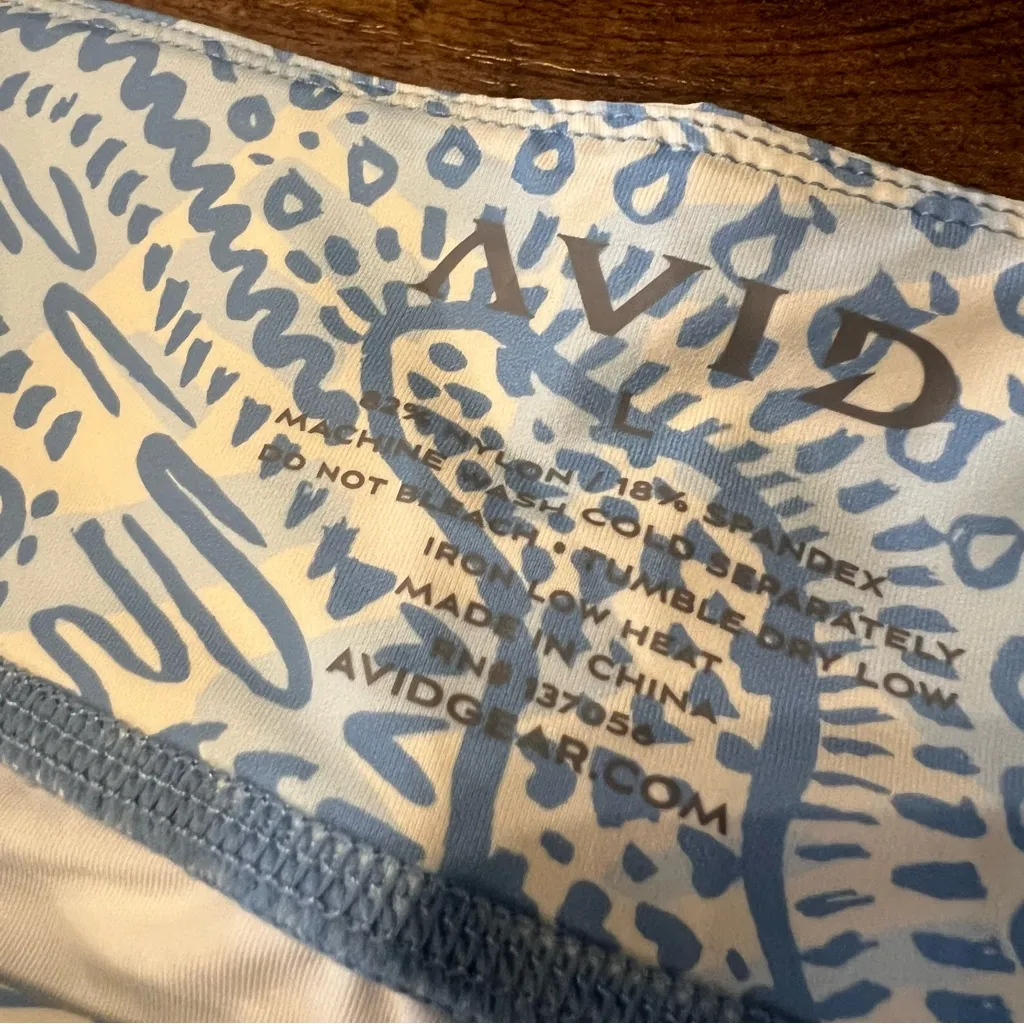 AVID
L
82% NYLON / 18% SPANDEX
MACHINE WASH COLD SEPARATELY
DO NOT BLEACH • TUMBLE DRY LOW
IRON LOW HEAT
MADE IN CHINA
RN# 137056
AVIDGEAR.COM